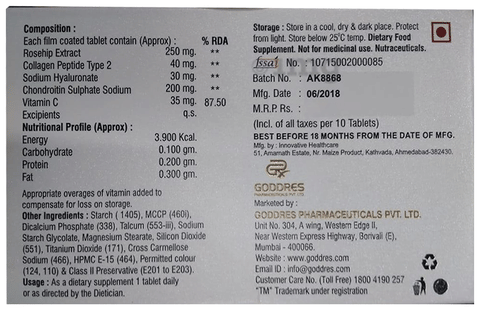 Composition :
Each film coated tablet contain (Approx) : % RDA
Rosehip Extract 250 mg. **
Collagen Peptide Type 2 40 mg. **
Sodium Hyaluronate 30 mg. **
Chondroitin Sulphate Sodium 200 mg. **
Vitamin C 35 mg. 87.50
Excipients q.s.
Nutritional Profile (Approx) :
Energy 3.900 Kcal.
Carbohydrate 0.100 gm.
Protein 0.200 gm.
Fat 0.300 gm.
Appropriate overages of vitamin added to
compensate for loss on storage.
Other Ingredients : Starch ( 1405), MCCP (460i),
Dicalcium Phosphate (338), Talcum (553-iii), Sodium
Starch Glycolate, Magnesium Stearate, Silicon Dioxide
(551), Titanium Dioxide (171), Cross Carmellose
Sodium (466), HPMC E-15 (464), Permitted colour
(124, 110) & Class II Preservative (E201 to E203).
Usage : As a dietary supplement 1 tablet daily
or as directed by the Dietician.
Storage : Store in a cool, dry & dark place. Protect
from light. Store below 25°C temp. Dietary Food
Supplement. Not for medicinal use. Nutraceuticals.
fssai No. 10715002000085
Batch No. : AK8868
Mfg. Date : 06/2018
M.R.P. Rs. :
(Incl. of all taxes per 10 Tablets)
BEST BEFORE 18 MONTHS FROM THE DATE OF MFG.
Mfg. by : Innovative Healthcare
51, Amarnath Estate, Nr. Maize Product, Kathvada, Ahmedabad-382430.
GODDRES
PHARMACEUTICALS PVT. LTD.
Marketed by :
GODDRES PHARMACEUTICALS PVT. LTD.
Unit No. 304, A wing, Western Edge II,
Near Western Express Highway, Borivali (E),
Mumbai - 400066.
Website : www.goddres.com
Email ID : info@goddres.com
Customer Care No. (Toll Free) 1800 4190 257
"TM" Trademark under registration